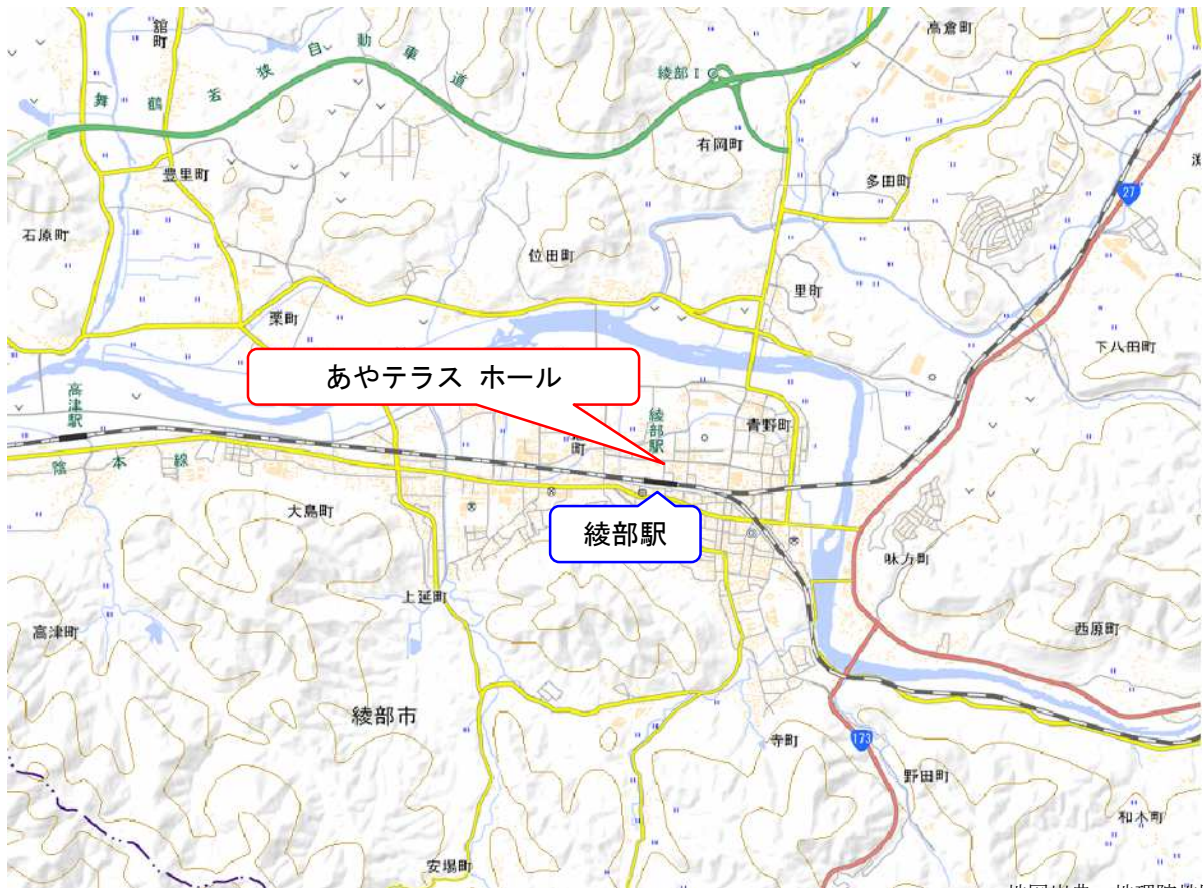 舘町
舞鶴若狭自動車道
高倉町
綾部IC
有岡町
豊里町
多田町
27
石原町
位田町
里町
栗町
下八田町
あやテラス ホール
高津駅
綾部駅
青野町
陰本線
大島町
綾部駅
味方町
上延町
高津町
西原町
綾部市
寺町
173
野田町
和木町
安場町